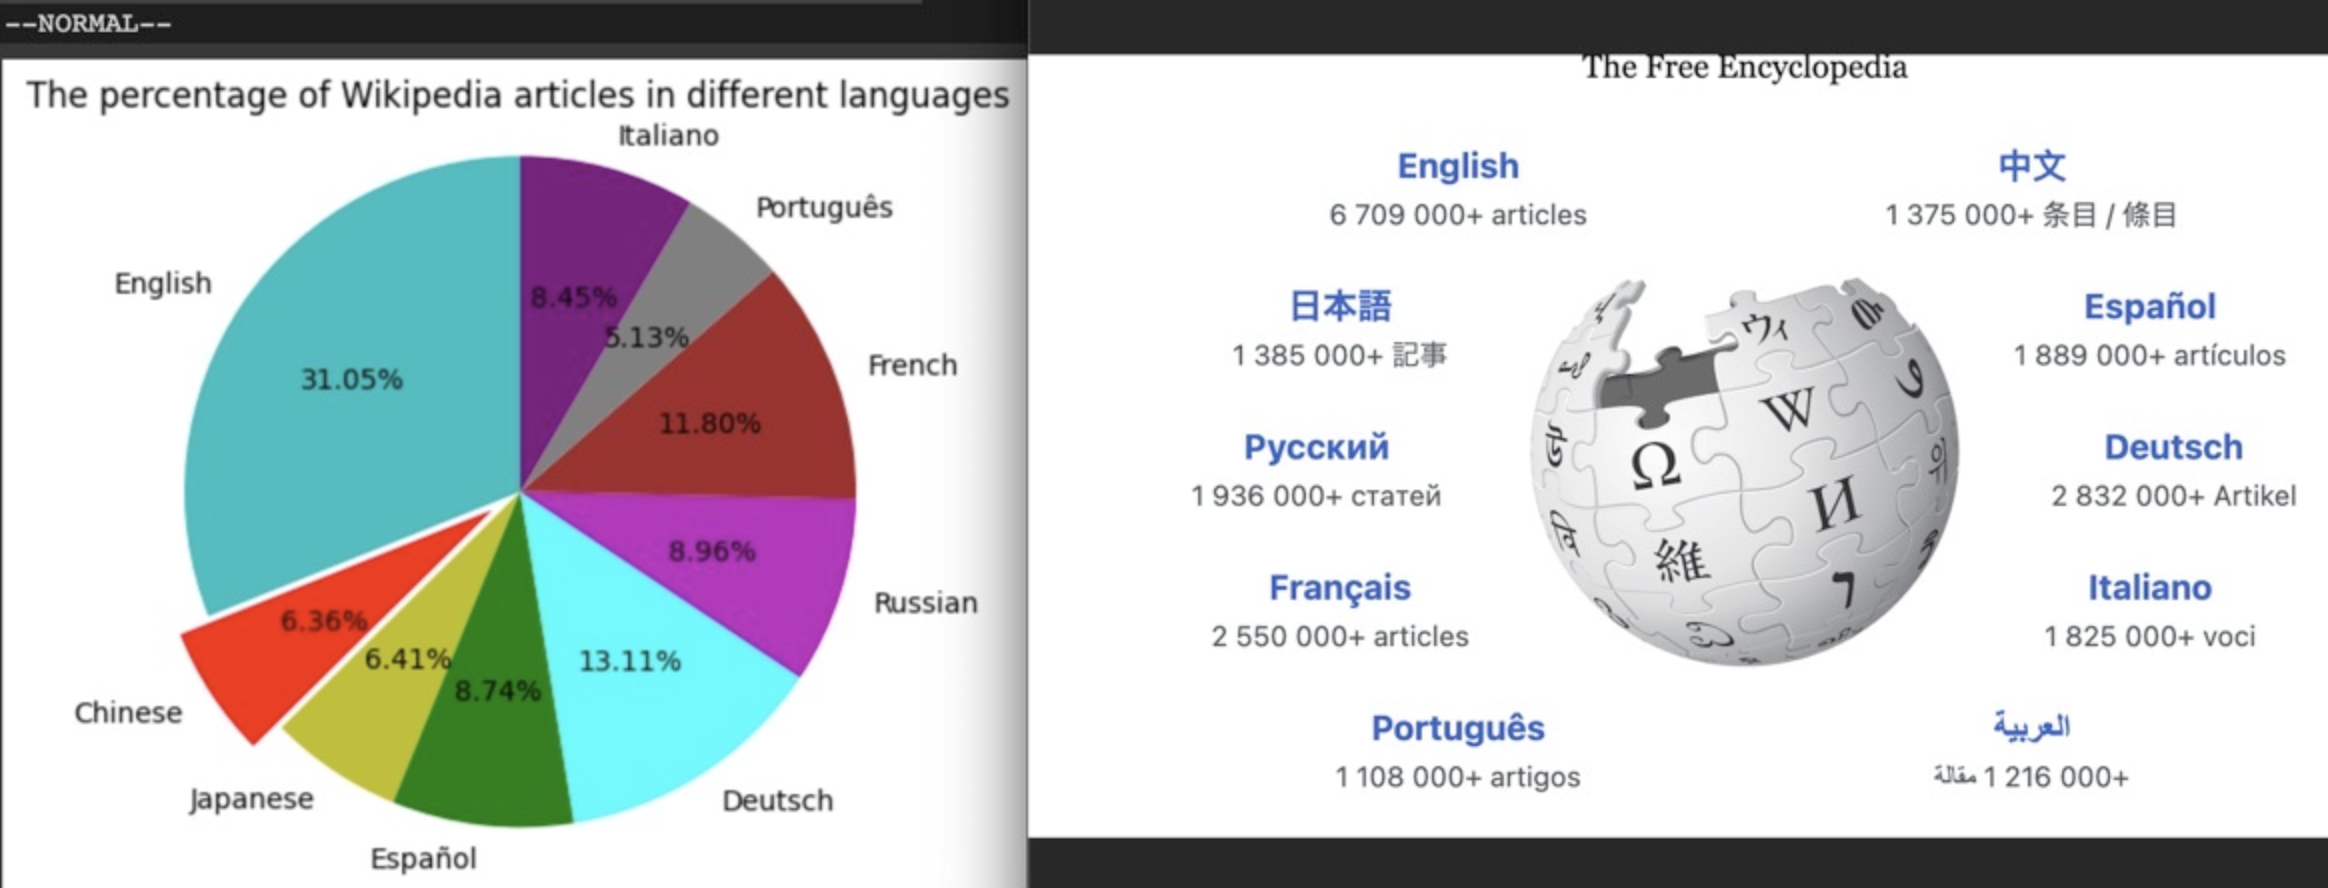 --NORMAL--
The percentage of Wikipedia articles in different languages
Italiano
Português
English
8.45%
5.13%
French
31.05%
11.80%
8.96%
Russian
6.36%
6.41%
13.11%
8.74%
Chinese
Japanese
Deutsch
Español
The Free Encyclopedia
English
6 709 000+ articles
中文
1 375 000+ 条目 / 條目
日本語
1 385 000+ 記事
Español
1 889 000+ artículos
Русский
1 936 000+ статей
Deutsch
2 832 000+ Artikel
Français
2 550 000+ articles
Italiano
1 825 000+ voci
Português
1 108 000+ artigos
العربية
1 216 000+ مقالة
Ω
W
И
維
ウィ
ר